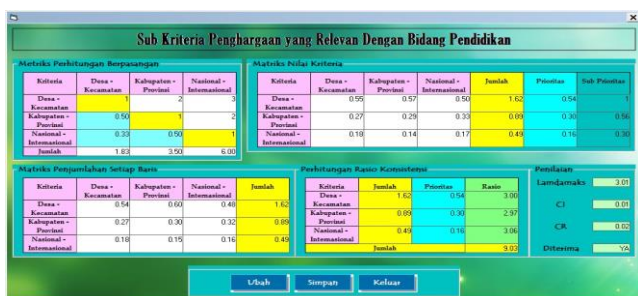 Sub Kriteria Penghargaan yang Relevan Dengan Bidang Pendidikan
Metriks Perhitungan Berpasangan
Kriteria Desa - Kecamatan Kabupaten - Provinsi Nasional - Internasional
Desa - Kecamatan 1 2 3
Kabupaten - Provinsi 0.50 1 2
Nasional - Internasional 0.33 0.50 1
Jumlah 1.83 3.50 6.00
Matriks Nilai Kriteria
Kriteria Desa - Kecamatan Kabupaten - Provinsi Nasional - Internasional Jumlah Prioritas Sub Prioritas
Desa - Kecamatan 0.55 0.57 0.50 1.62 0.54 1
Kabupaten - Provinsi 0.27 0.29 0.33 0.89 0.30 0.56
Nasional - Internasional 0.18 0.14 0.17 0.49 0.16 0.30
Matriks Penjumlahan Setiap Baris
Kriteria Desa - Kecamatan Kabupaten - Provinsi Nasional - Internasional Jumlah
Desa - Kecamatan 0.54 0.60 0.48 1.62
Kabupaten - Provinsi 0.27 0.30 0.32 0.89
Nasional - Internasional 0.18 0.15 0.16 0.49
Perhitungan Rasio Konsistensi
Kriteria Jumlah Prioritas Rasio
Desa - Kecamatan 1.62 0.54 3.00
Kabupaten - Provinsi 0.89 0.30 2.97
Nasional - Internasional 0.49 0.16 3.06
Jumlah 9.03
Penilaian
Lamdamaks 3.01
CI 0.01
CR 0.02
Diterima YA
Ubah Simpan Keluar